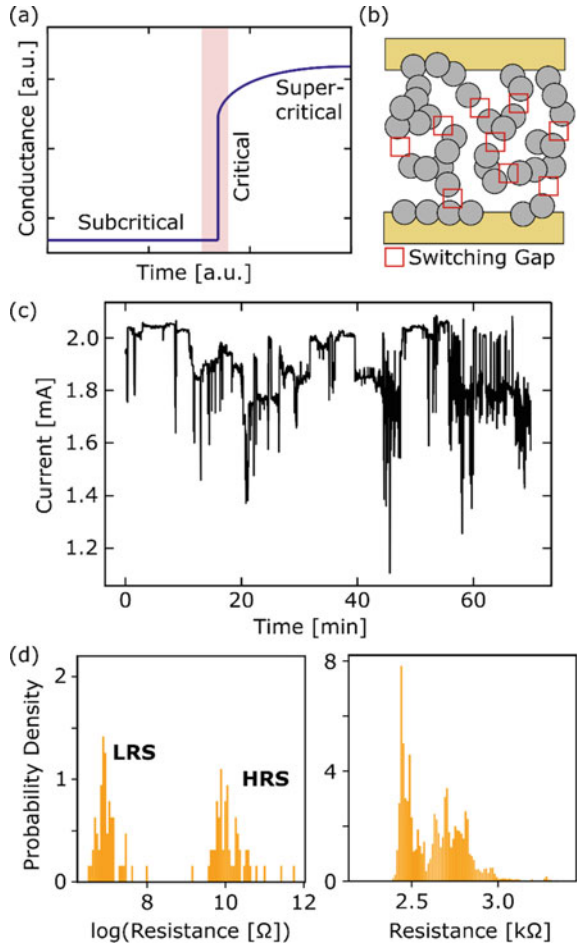 (a)
Conductance [a.u.]
Subcritical
Critical
Super-
critical
Time [a.u.]
(b)
Switching Gap
(c)
Current [mA]
2.0
1.8
1.6
1.4
1.2
0
20
40
60
Time [min]
(d)
Probability Density
2
1
0
LRS
HRS
8
10
12
log(Resistance [Ω])
8
4
0
2.5
3.0
Resistance [kΩ]